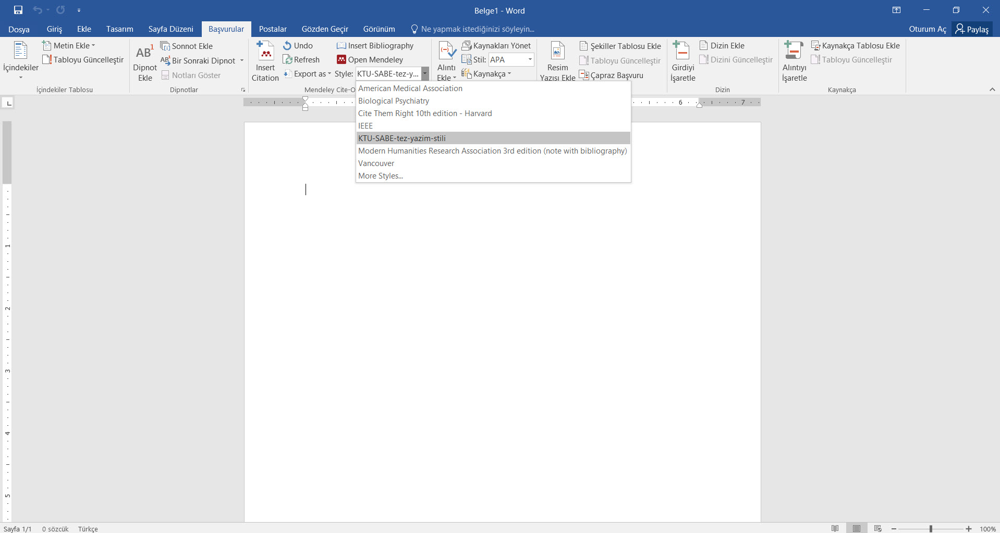 Belge1 - Word
Dosya Giriş Ekle Tasarım Sayfa Düzeni Başvurular Postalar Gözden Geçir Görünüm Ne yapmak istediğinizi söyleyin... Oturum Aç Paylaş
İçindekiler
Metin Ekle
Tabloyu Güncelleştir
İçindekiler Tablosu
AB1
Dipnot
Ekle
Sonnot Ekle
AB1 Bir Sonraki Dipnot
Notları Göster
Dipnotlar
Insert
Citation
Undo
Refresh
Export as
Insert Bibliography
Open Mendeley
Style: KTU-SABE-tez-y...
Mendeley Cite-O
Alıntı
Ekle
Kaynakları Yönet
Stil: APA
Kaynakça
Resim
Yazısı Ekle
Şekiller Tablosu Ekle
Tabloyu Güncelleştir
Çapraz Başvuru
Girdiyi
İşaretle
Dizin Ekle
Dizini Güncelleştir
Dizin
Alıntıyı
İşaretle
Kaynakça Tablosu Ekle
Tabloyu Güncelleştir
Kaynakça
American Medical Association
Biological Psychiatry
Cite Them Right 10th edition - Harvard
IEEE
KTU-SABE-tez-yazim-stili
Modern Humanities Research Association 3rd edition (note with bibliography)
Vancouver
More Styles...
6 7
1
2
3
4
5
Sayfa 1/1 0 sözcük Türkçe 100%